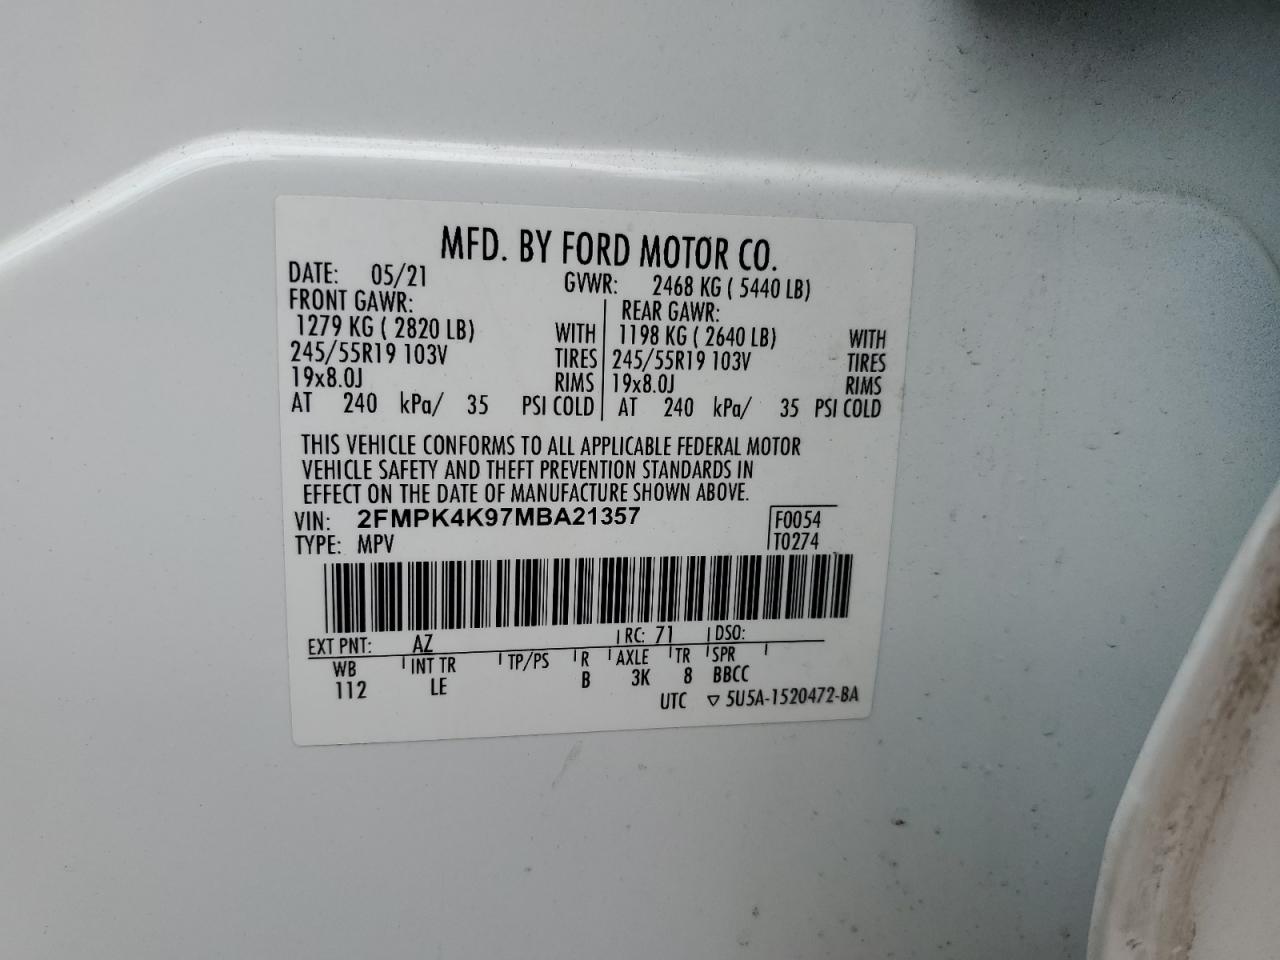 MFD. BY FORD MOTOR CO.
DATE: 05/21 GVWR: 2468 KG ( 5440 LB)
FRONT GAWR: REAR GAWR:
1279 KG ( 2820 LB) WITH 1198 KG ( 2640 LB) WITH
245/55R19 103V TIRES 245/55R19 103V TIRES
19x8.0J RIMS 19x8.0J RIMS
AT 240 kPa/ 35 PSI COLD AT 240 kPa/ 35 PSI COLD
THIS VEHICLE CONFORMS TO ALL APPLICABLE FEDERAL MOTOR
VEHICLE SAFETY AND THEFT PREVENTION STANDARDS IN
EFFECT ON THE DATE OF MANUFACTURE SHOWN ABOVE.
VIN: 2FMPK4K97MBA21357 F0054
TYPE: MPV T0274
EXT PNT: AZ RC: 71 DSO:
WB INT TR TP/PS R AXLE TR SPR
112 LE B 3K 8 BBCC
UTC ▽ 5U5A-1520472-BA